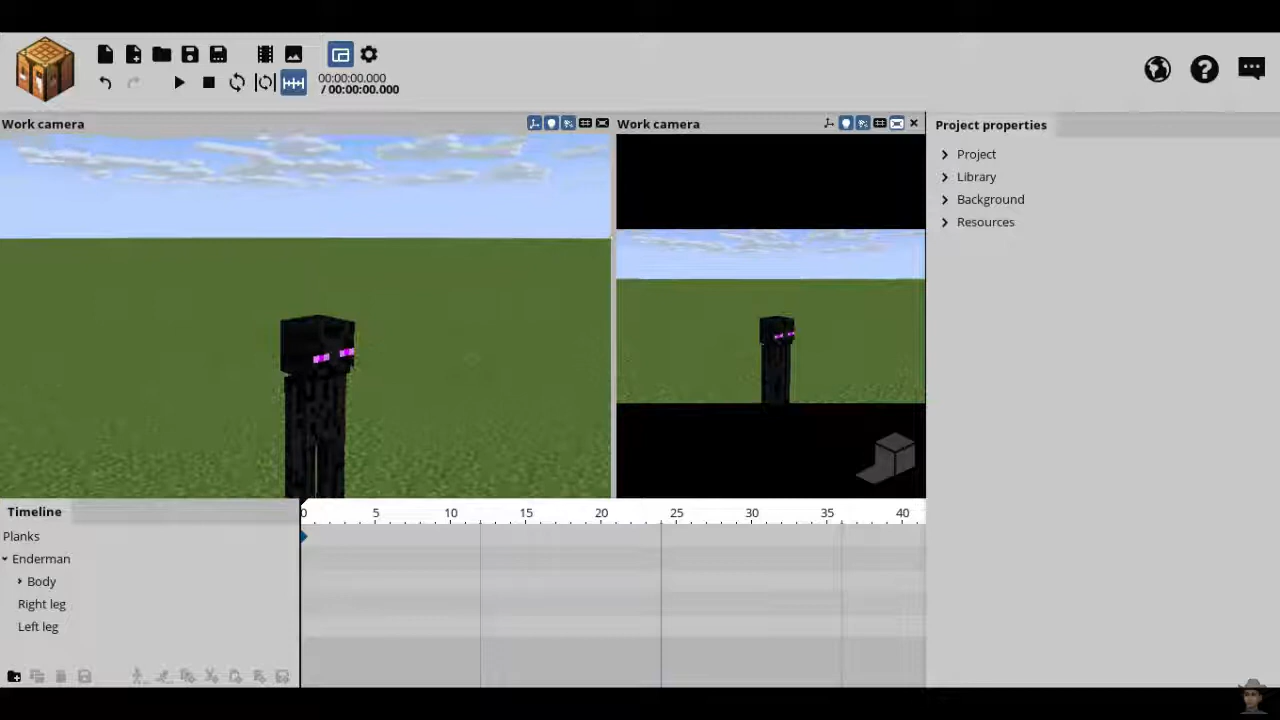 00:00:00.000
/ 00:00:00.000
Work camera
Work camera
Project properties
Project
Library
Background
Resources
Timeline
0 5 10 15 20 25 30 35 40
Planks
Enderman
Body
Right leg
Left leg